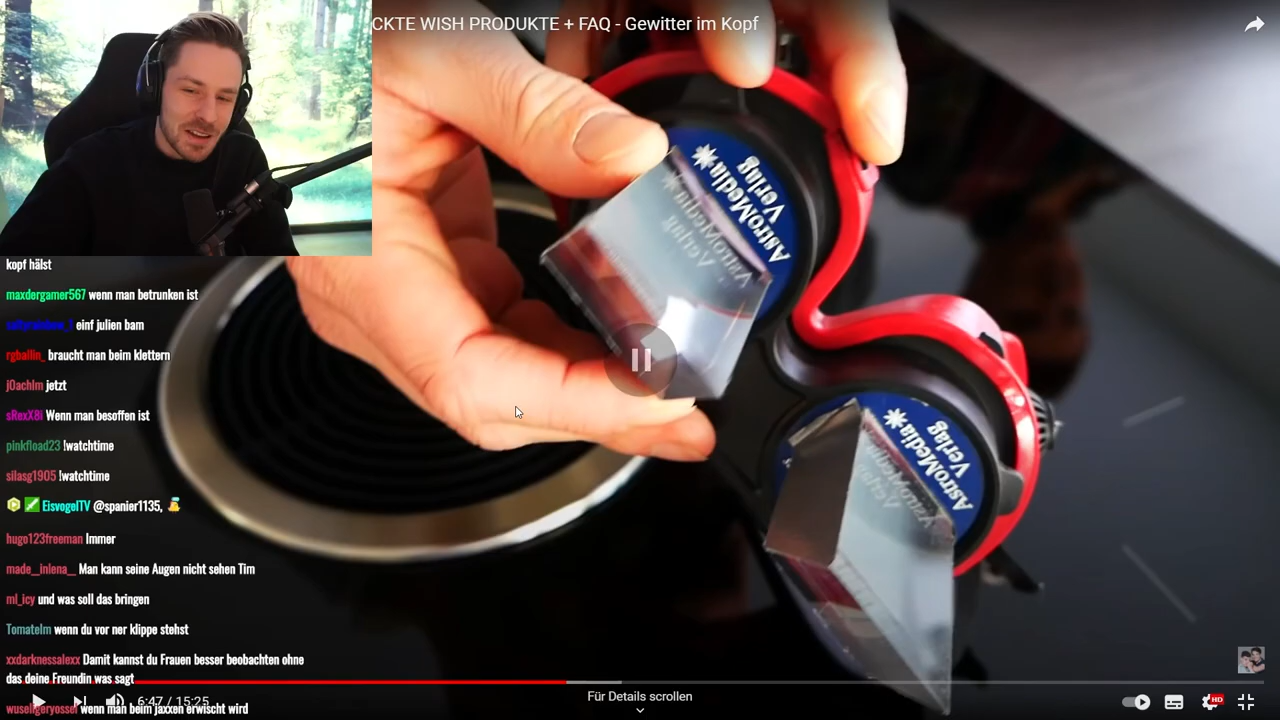 CKTE WISH PRODUKTE + FAQ - Gewitter im Kopf
AstroMedia
Verlag
AstroMedia
Verlag
kopf hälst
maxdergamer567 wenn man betrunken ist
einf julien bam
rgballin_ braucht man beim klettern
j0achim jetzt
sRexX8i Wenn man besoffen ist
pinkfload23 !watchtime
silasg1905 !watchtime
EisvogelTV @spanier1135,
hugo123freeman Immer
made__inlena__ Man kann seine Augen nicht sehen Tim
ml_icy und was soll das bringen
Tomatelm wenn du vor ner klippe stehst
xxdarknessalexx Damit kannst du Frauen besser beobachten ohne
das deine Freundin was sagt
6:47 / 15:25
Für Details scrollen
HD
wuseligeryossel wenn man beim jaxxen erwischt wird